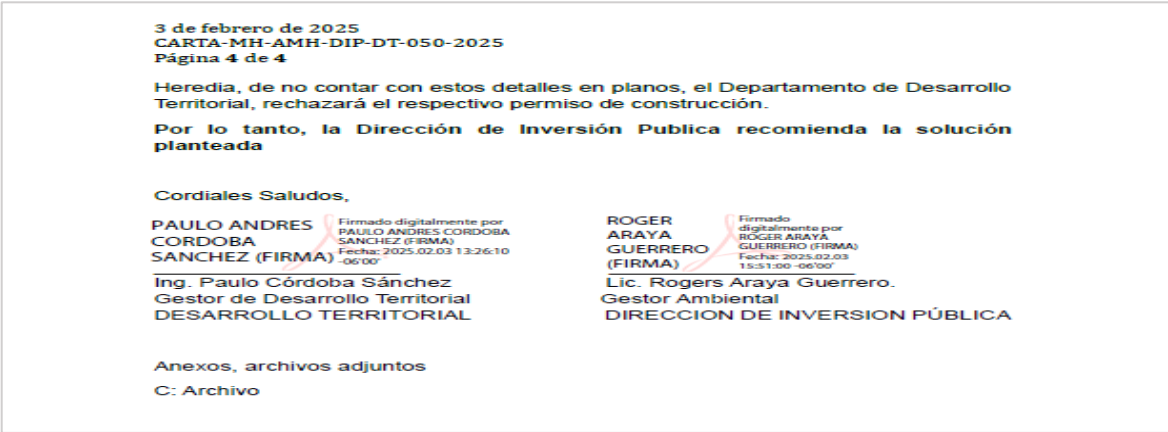 3 de febrero de 2025
CARTA-MH-AMH-DIP-DT-050-2025
Página 4 de 4
Heredia, de no contar con estos detalles en planos, el Departamento de Desarrollo
Territorial, rechazará el respectivo permiso de construcción.
Por lo tanto, la Dirección de Inversión Publica recomienda la solución
planteada
Cordiales Saludos,
PAULO ANDRES
CORDOBA
SANCHEZ (FIRMA)
Firmado digitalmente por
PAULO ANDRES CORDOBA
SANCHEZ (FIRMA)
Fecha: 2025.02.03 13:26:10
-06'00'
Ing. Paulo Córdoba Sánchez
Gestor de Desarrollo Territorial
DESARROLLO TERRITORIAL
ROGER
ARAYA
GUERRERO
(FIRMA)
Firmado
digitalmente por
ROGER ARAYA
GUERRERO (FIRMA)
Fecha: 2025.02.03
15:51:00 -06'00'
Lic. Rogers Araya Guerrero.
Gestor Ambiental
DIRECCION DE INVERSION PÚBLICA
Anexos, archivos adjuntos
C: Archivo